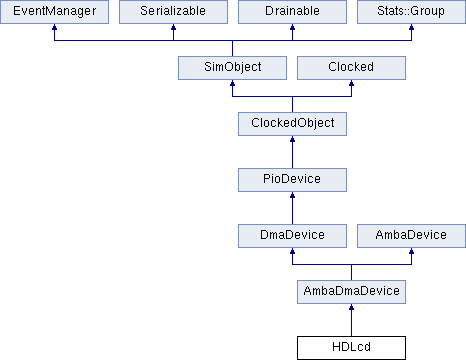 EventManager Serializable Drainable Stats::Group
SimObject Clocked
ClockedObject
PioDevice
DmaDevice AmbaDevice
AmbaDmaDevice
HDLcd